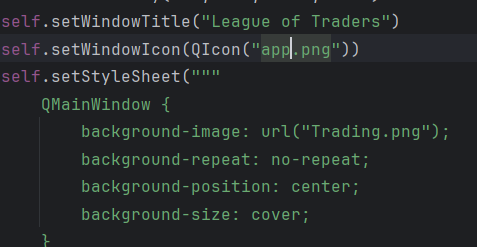 self.setWindowTitle("League of Traders")
self.setWindowIcon(QIcon("app.png"))
self.setStyleSheet("""
QMainWindow {
background-image: url("Trading.png");
background-repeat: no-repeat;
background-position: center;
background-size: cover;
}